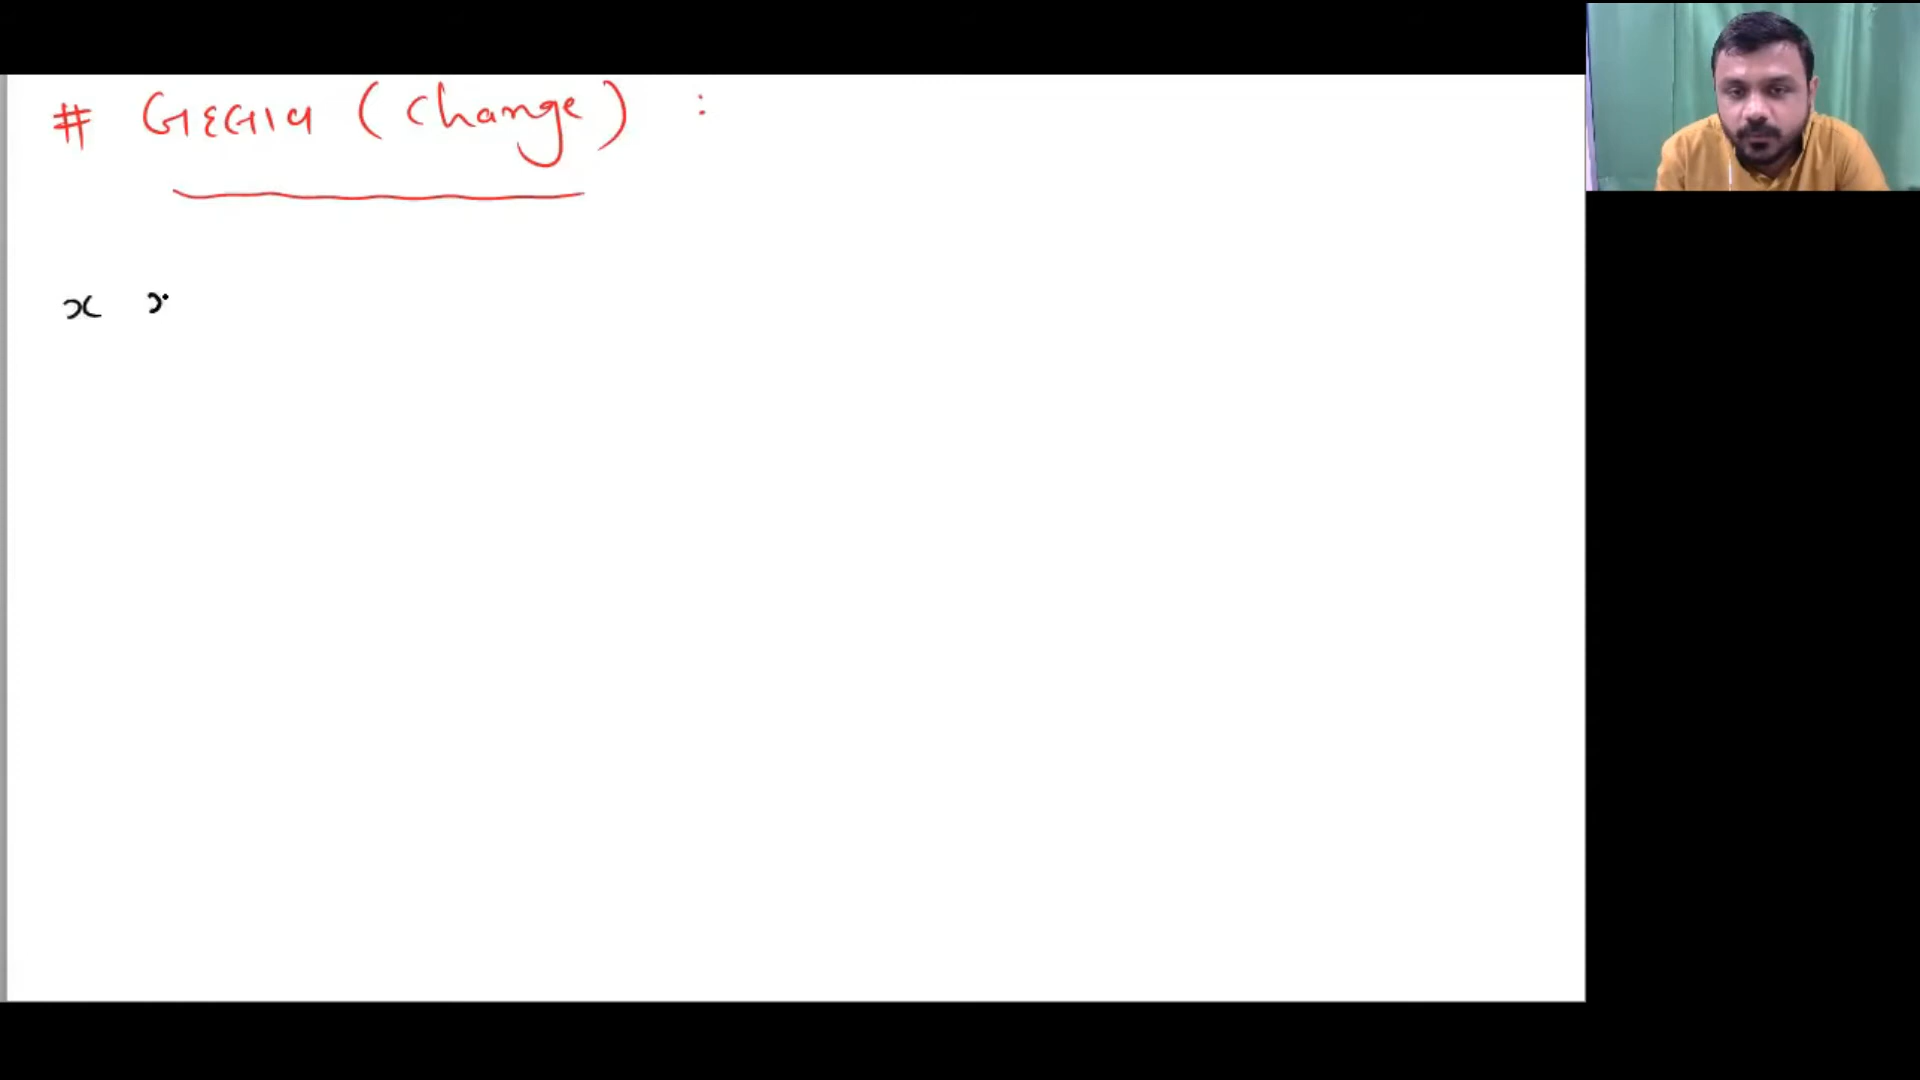 # બદલાવ (change) :
x x